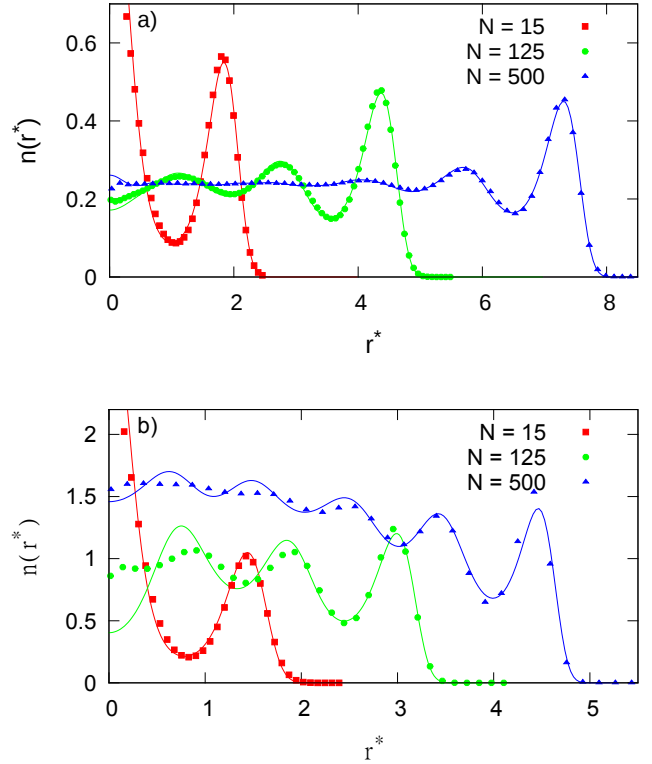 a)
N = 15
N = 125
N = 500
0.6
0.4
0.2
0
n(r*)
0 2 4 6 8
r*
b)
N = 15
N = 125
N = 500
2
1.5
1
0.5
0
n(r*)
0 1 2 3 4 5
r*